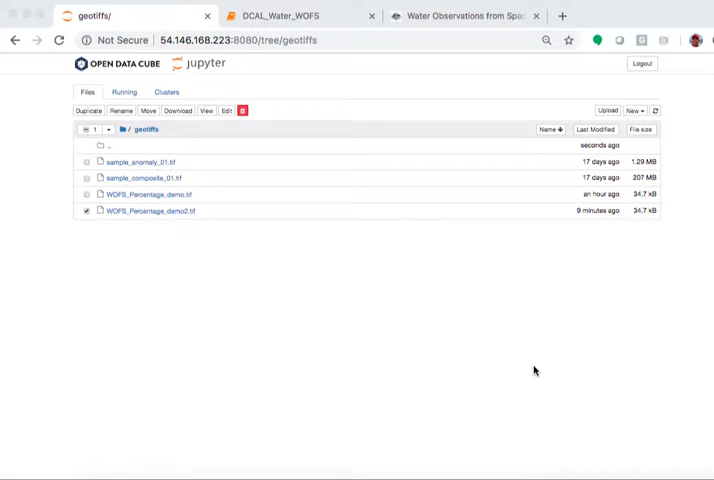 geotiffs/ DCAL_Water_WOFS Water Observations from Spac
Not Secure 54.146.168.223:8080/tree/geotiffs
OPEN DATA CUBE jupyter Logout
Files Running Clusters
Duplicate Rename Move Download View Edit Upload New
1 / geotiffs Name Last Modified File size
.. seconds ago
sample_anomaly_01.tif 17 days ago 1.29 MB
sample_composite_01.tif 17 days ago 207 MB
WOFS_Percentage_demo.tif an hour ago 34.7 kB
WOFS_Percentage_demo2.tif 9 minutes ago 34.7 kB